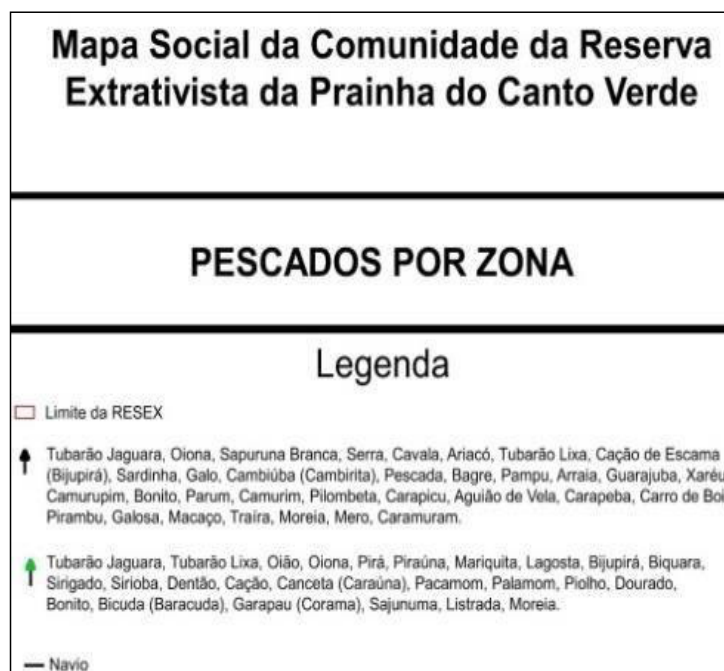 Mapa Social da Comunidade da Reserva
Extrativista da Prainha do Canto Verde
PESCADOS POR ZONA
Legenda
Limite da RESEX
Tubarão Jaguara, Oiona, Sapuruna Branca, Serra, Cavala, Ariacó, Tubarão Lixa, Cação de Escama
(Bijupirá), Sardinha, Galo, Cambiúba (Cambirita), Pescada, Bagre, Pampu, Arraia, Guarajuba, Xaréu
Camurupim, Bonito, Parum, Camurim, Pilombeta, Carapicu, Aguião de Vela, Carapeba, Carro de Boi
Pirambu, Galosa, Macaço, Traíra, Moreia, Mero, Caramuram.
Tubarão Jaguara, Tubarão Lixa, Oião, Oiona, Pirá, Piraúna, Mariquita, Lagosta, Bijupirá, Biquara,
Sirigado, Sirioba, Dentão, Cação, Canceta (Caraúna), Pacamom, Palamom, Piolho, Dourado,
Bonito, Bicuda (Baracuda), Garapau (Corama), Sajunuma, Listrada, Moreia.
Navio